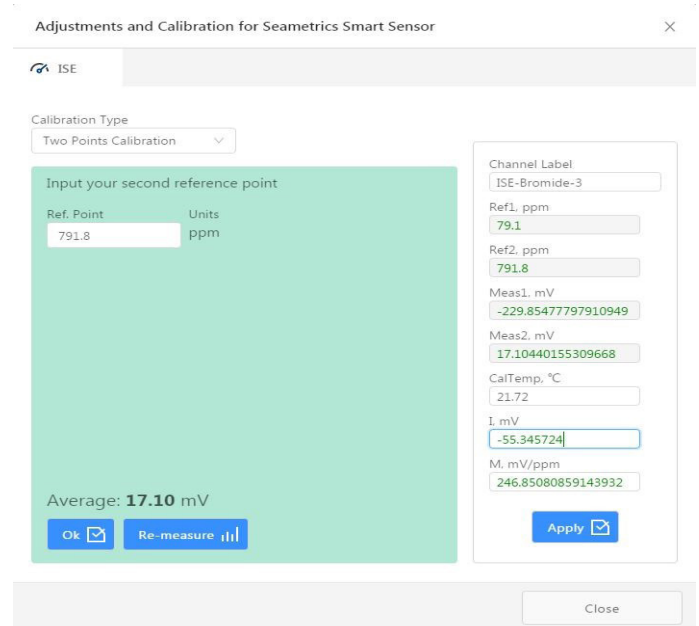 Adjustments and Calibration for Seametrics Smart Sensor
ISE
Calibration Type
Two Points Calibration
Input your second reference point
Ref. Point Units
791.8 ppm
Average: 17.10 mV
Ok Re-measure
Channel Label
ISE-Bromide-3
Ref1, ppm
79.1
Ref2, ppm
791.8
Meas1, mV
-229.85477797910949
Meas2, mV
17.10440155309668
CalTemp, °C
21.72
I, mV
-55.345724
M, mV/ppm
246.85080859143932
Apply
Close